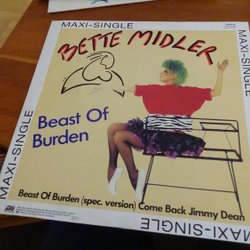 MAXI-SINGLE
BETTE MIDLER
Beast Of
Burden
Beast Of Burden (spec. version) Come Back Jimmy Dean
MAXI-SINGLE
MAXI-SINGLE
MAXI-SINGLE